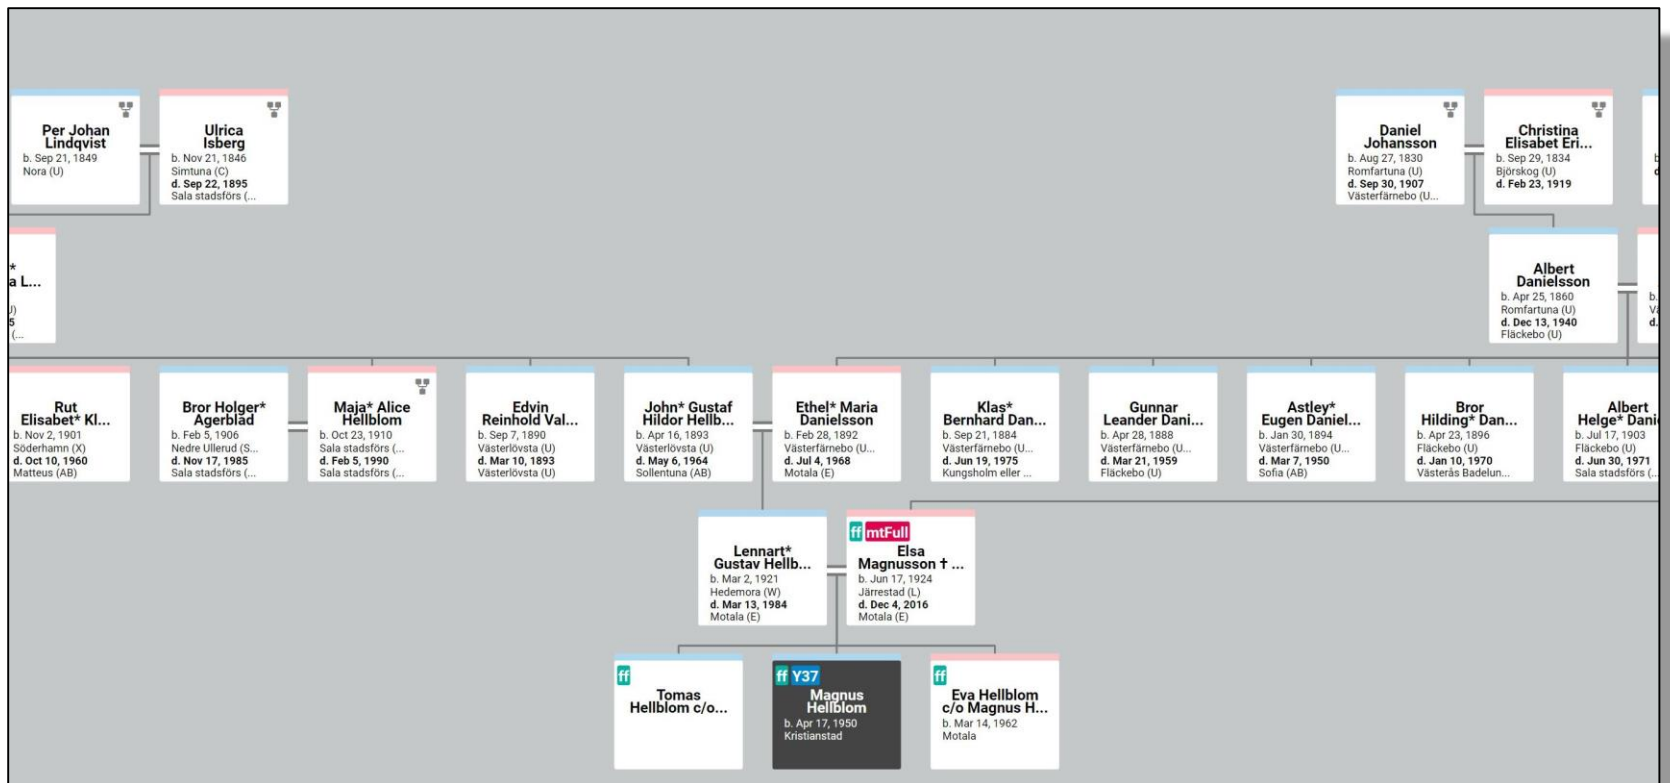 Per Johan
Lindqvist
b. Sep 21, 1849
Nora (U)
Ulrica
Isberg
b. Nov 21, 1846
Simtuna (C)
d. Sep 22, 1895
Sala stadsförs (...
Daniel
Johansson
b. Aug 27, 1830
Romfartuna (U)
d. Sep 30, 1907
Västerfärnebo (U...
Christina
Elisabet Eri...
b. Sep 29, 1834
Björskog (U)
d. Feb 23, 1919
b
d
*
a L...
J)
5
(...
Albert
Danielsson
b. Apr 25, 1860
Romfartuna (U)
d. Dec 13, 1940
Fläckebo (U)
b.
Vä
d.
Rut
Elisabet* Kl...
b. Nov 2, 1901
Söderhamn (X)
d. Oct 10, 1960
Matteus (AB)
Bror Holger*
Agerblad
b. Feb 5, 1906
Nedre Ullerud (S...
d. Nov 17, 1985
Sala stadsförs (...
Maja* Alice
Hellblom
b. Oct 23, 1910
Sala stadsförs (...
d. Feb 5, 1990
Sala stadsförs (...
Edvin
Reinhold Val...
b. Sep 7, 1890
Västerlövsta (U)
d. Mar 10, 1893
Västerlövsta (U)
John* Gustaf
Hildor Hellb...
b. Apr 16, 1893
Västerlövsta (U)
d. May 6, 1964
Sollentuna (AB)
Ethel* Maria
Danielsson
b. Feb 28, 1892
Västerfärnebo (U...
d. Jul 4, 1968
Motala (E)
Klas*
Bernhard Dan...
b. Sep 21, 1884
Västerfärnebo (U...
d. Jun 19, 1975
Kungsholm eller ...
Gunnar
Leander Dani...
b. Apr 28, 1888
Västerfärnebo (U...
d. Mar 21, 1959
Fläckebo (U)
Astley*
Eugen Daniel...
b. Jan 30, 1894
Västerfärnebo (U...
d. Mar 7, 1950
Sofia (AB)
Bror
Hilding* Dan...
b. Apr 23, 1896
Fläckebo (U)
d. Jan 10, 1970
Västerås Badelun...
Albert
Helge* Danie
b. Jul 17, 1903
Fläckebo (U)
d. Jun 30, 1971
Sala stadsförs (...
Lennart*
Gustav Hellb...
b. Mar 2, 1921
Hedemora (W)
d. Mar 13, 1984
Motala (E)
ff mtFull
Elsa
Magnusson ✝ ...
b. Jun 17, 1924
Järrestad (L)
d. Dec 4, 2016
Motala (E)
ff
Tomas
Hellblom c/o...
ff Y37
Magnus
Hellblom
b. Apr 17, 1950
Kristianstad
ff
Eva Hellblom
c/o Magnus H...
b. Mar 14, 1962
Motala